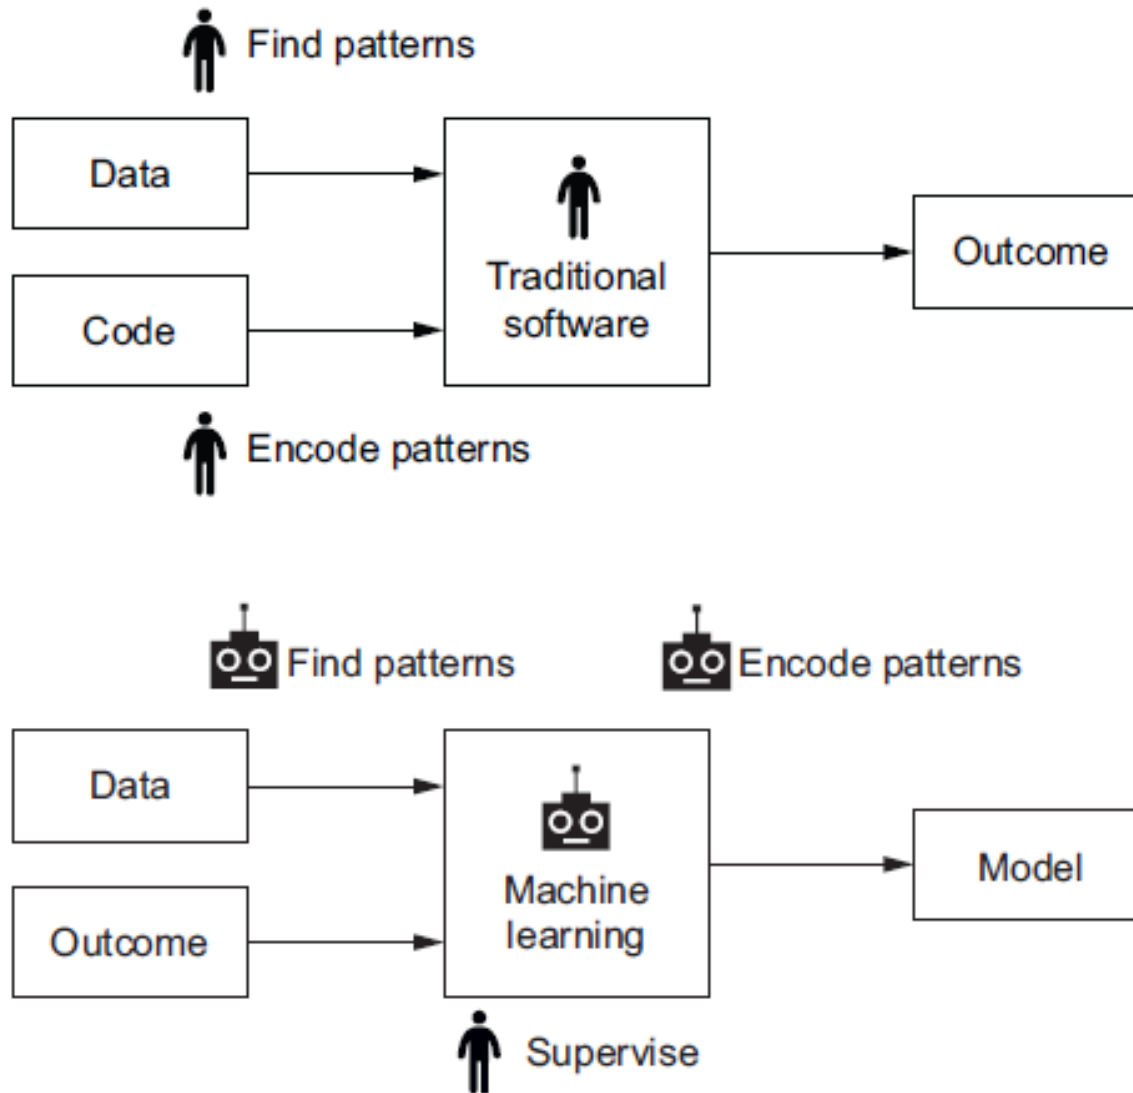 Find patterns
Data
Code
Traditional
software
Outcome
Encode patterns
Find patterns
Encode patterns
Data
Outcome
Machine
learning
Model
Supervise